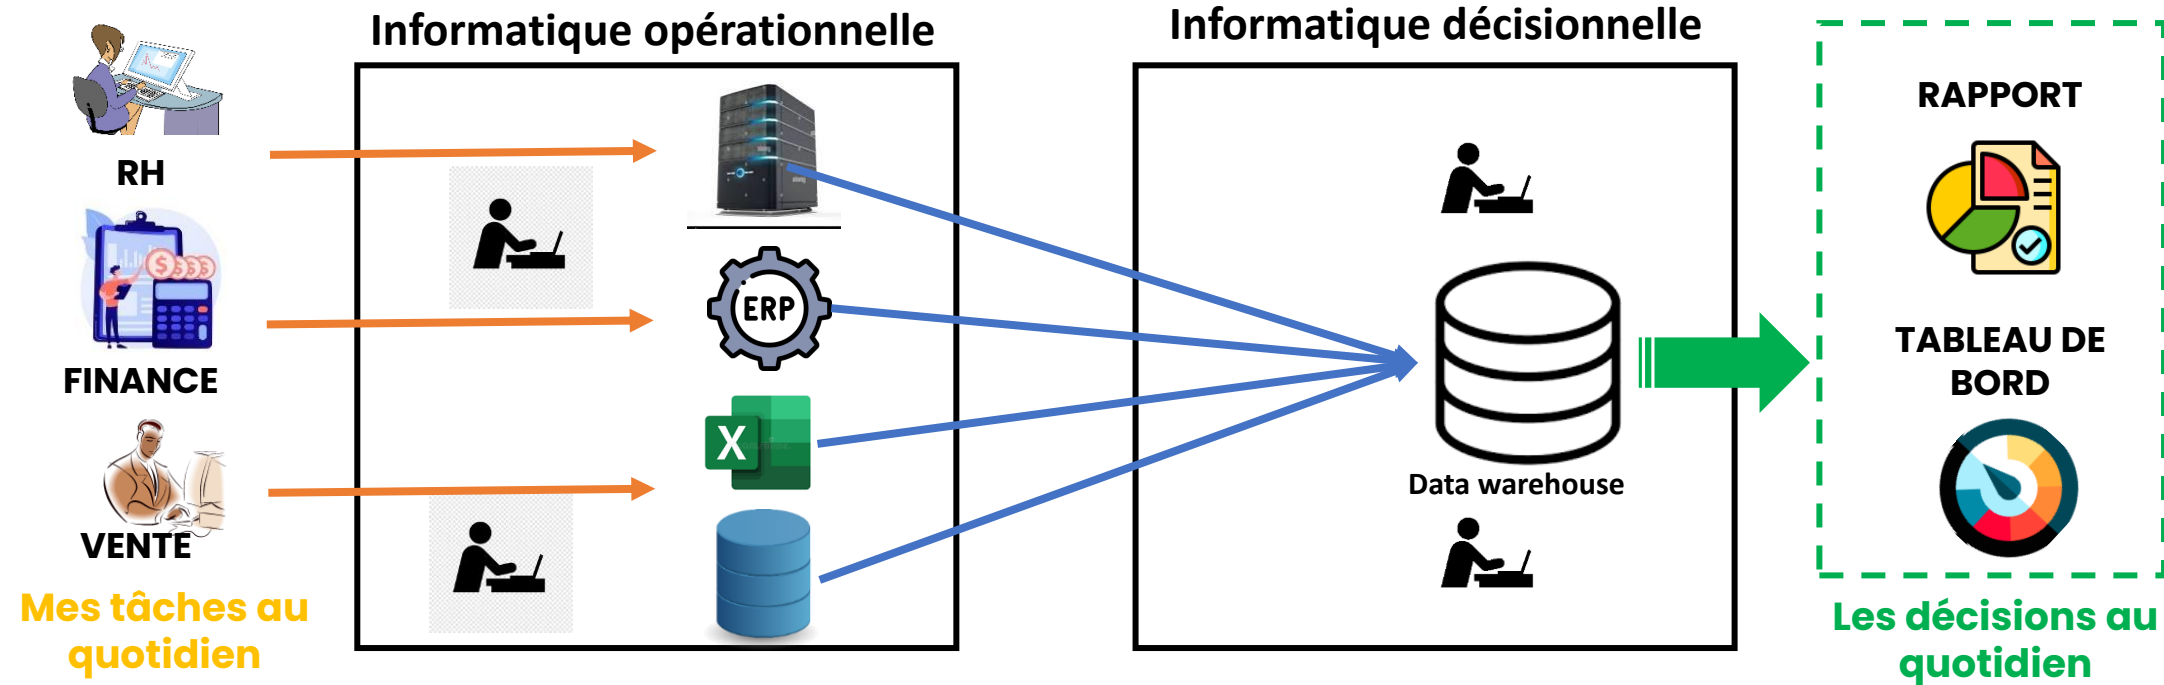 Informatique opérationnelle
Informatique décisionnelle
RH
FINANCE
VENTE
Mes tâches au
quotidien
ERP
X
Data warehouse
RAPPORT
TABLEAU DE
BORD
Les décisions au
quotidien